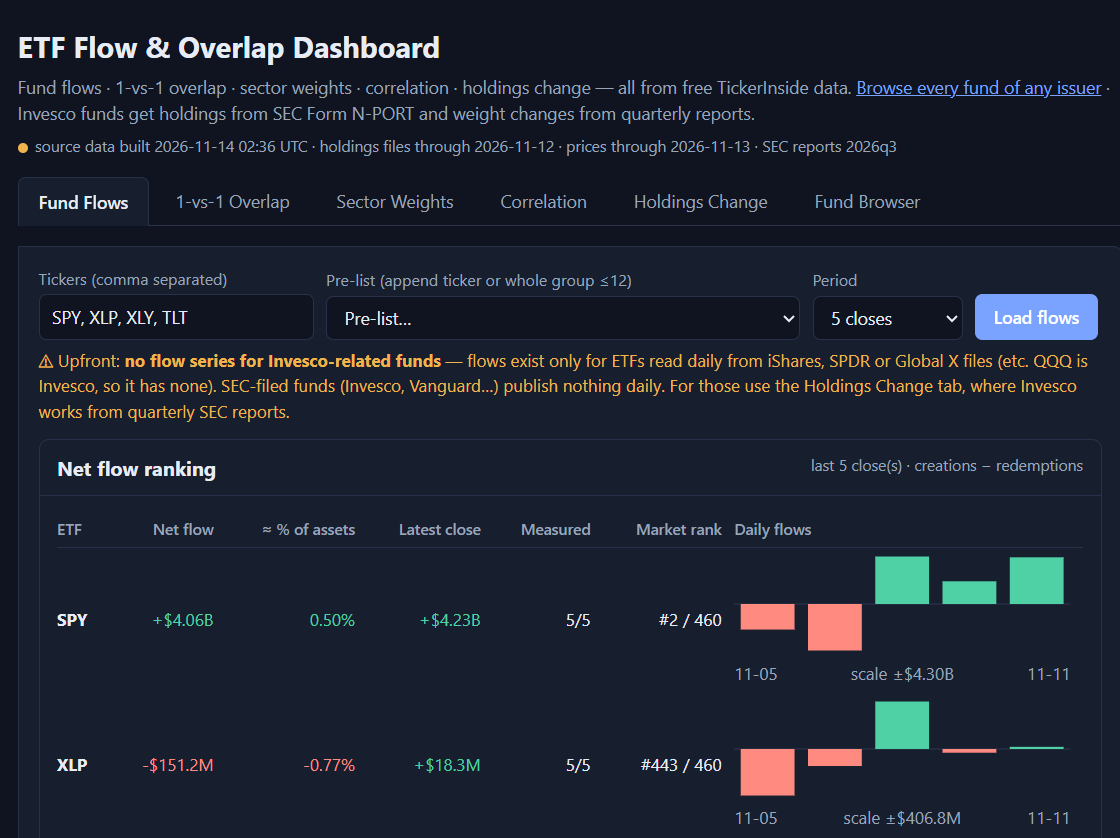 ETF Flow & Overlap Dashboard
Fund flows · 1-vs-1 overlap · sector weights · correlation · holdings change — all from free TickerInside data. Browse every fund of any issuer ·
Invesco funds get holdings from SEC Form N-PORT and weight changes from quarterly reports.
source data built 2026-11-14 02:36 UTC · holdings files through 2026-11-12 · prices through 2026-11-13 · SEC reports 2026q3
Fund Flows 1-vs-1 Overlap Sector Weights Correlation Holdings Change Fund Browser
Tickers (comma separated) Pre-list (append ticker or whole group ≤12) Period
SPY, XLP, XLY, TLT Pre-list... 5 closes Load flows
⚠ Upfront: no flow series for Invesco-related funds — flows exist only for ETFs read daily from iShares, SPDR or Global X files (etc. QQQ is
Invesco, so it has none). SEC-filed funds (Invesco, Vanguard...) publish nothing daily. For those use the Holdings Change tab, where Invesco
works from quarterly SEC reports.
Net flow ranking last 5 close(s) · creations − redemptions
ETF Net flow ≈ % of assets Latest close Measured Market rank Daily flows
SPY +$4.06B 0.50% +$4.23B 5/5 #2 / 460
11-05 scale ±$4.30B 11-11
XLP -$151.2M -0.77% +$18.3M 5/5 #443 / 460
11-05 scale ±$406.8M 11-11